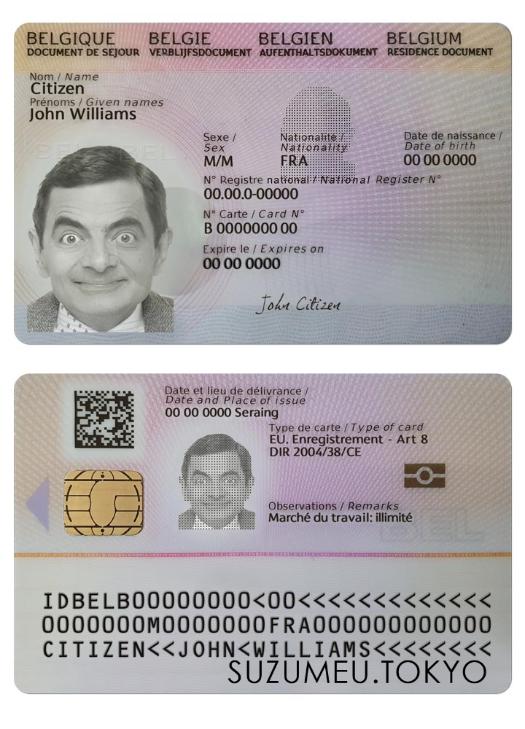 BELGIQUE BELGIE BELGIEN BELGIUM
DOCUMENT DE SEJOUR VERBLIJFSDOCUMENT AUFENTHALTSDOKUMENT RESIDENCE DOCUMENT
Nom / Name
Citizen
Prénoms / Given names
John Williams
Sexe / Sex
M/M
Nationalité / Nationality
FRA
Date de naissance / Date of birth
00 00 0000
N° Registre national / National Register N°
00.00.0-00000
N° Carte / Card N°
B 0000000 00
Expire le / Expires on
00 00 0000
John Citizen
Date et lieu de délivrance /
Date and Place of issue
00 00 0000 Seraing
Type de carte / Type of card
EU. Enregistrement - Art 8
DIR 2004/38/CE
Observations / Remarks
Marché du travail: illimité
BEL
IDBELB00000000<00<<<<<<<<<<<<<<
0000000M0000000FRA00000000000
CITIZEN<<JOHN<WILLIAMS<<<<<<<<
SUZUMEU.TOKYO